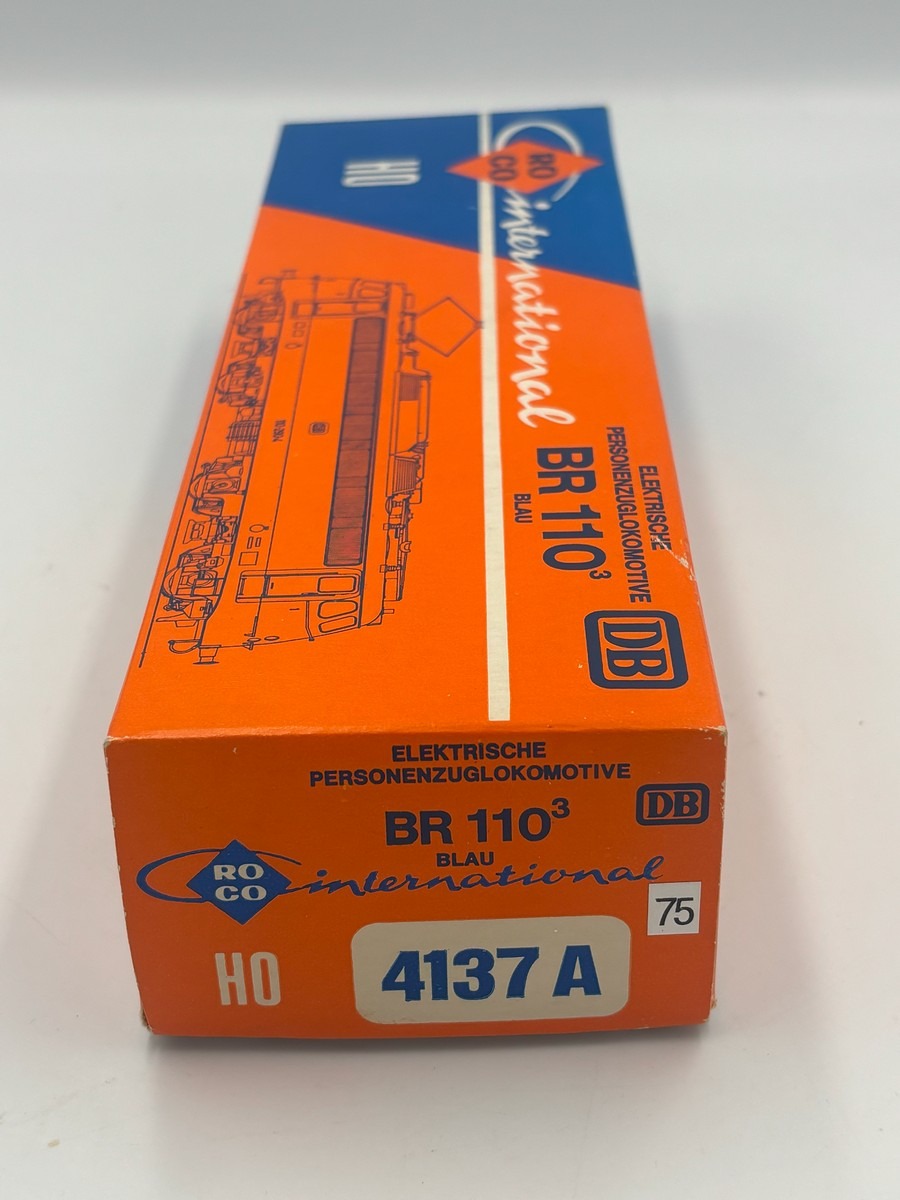 HO
RO
CO
international
BR 110³
BLAU
ELEKTRISCHE
PERSONENZUGLOKOMOTIVE
DB
ELEKTRISCHE
PERSONENZUGLOKOMOTIVE
DB
BR 110³
BLAU
RO
CO
international
75
HO
4137 A